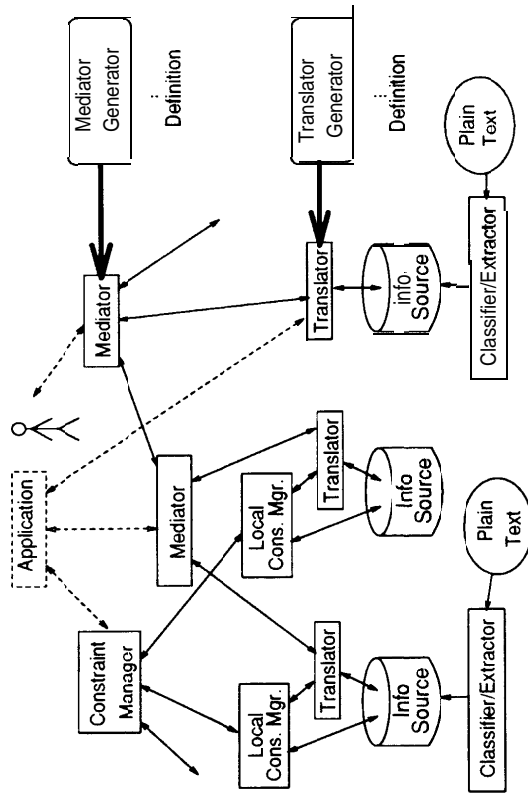 Application
Constraint
Manager
Mediator
Mediator
Generator
...
Definition
Mediator
Local
Cons. Mgr.
Local
Cons. Mgr.
Translator
Translator
Translator
Translator
Generator
...
Definition
Info
Source
Info
Source
info
Source
Classifier/Extractor
Plain
Text
Classifier/Extractor
Plain
Text